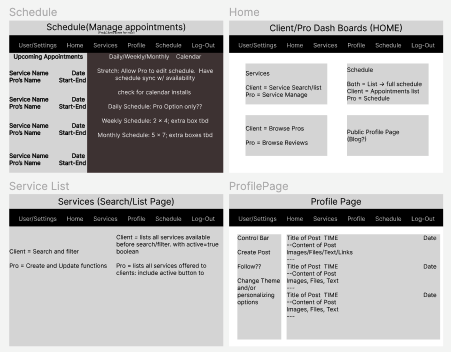 Schedule
Schedule(Manage appointments)
User/Settings Home Services Profile Schedule Log-Out
Upcoming Appointments
Daily/Weekly/Monthly Calendar
Service Name Date
Pro's Name Start-End
Service Name Date
Pro's Name Start-End
Service Name Date
Pro's Name Start-End
Service Name Date
Pro's Name Start-End
Stretch: Allow Pro to edit schedule. Have
schedule sync w/ availability
check for calendar installs
Daily Schedule: Pro Option only??
Weekly Schedule: 2 x 4; extra box tbd
Monthly Schedule: 5 x 7; extra boxes tbd
Home
Client/Pro Dash Boards (HOME)
User/Settings Home Services Profile Schedule Log-Out
Services
Client = Service Search/list
Pro = Service Manage
Schedule
Both = List -> full schedule
Client = Appointments list
Pro = Schedule
Client = Browse Pros
Pro = Browse Reviews
Public Profile Page
(Blog?)
Service List
Services (Search/List Page)
User/Settings Home Services Profile Schedule Log-Out
Client = Search and filter
Pro = Create and Update functions
Client = lists all services available
before search/filter. with active=true
boolean
Pro = lists all services offered to
clients: include active button to
ProfilePage
Profile Page
User/Settings Home Services Profile Schedule Log-Out
Control Bar
Create Post
Follow??
Change Theme
and/or
personalizing
options
Title of Post TIME Date
--Content of Post
Images/Files/Text/Links
---
Title of Post TIME Date
--Content of Post
Images, Files, Text
---
Title of Post TIME Date
--Content of Post
Images, Files, Text
---